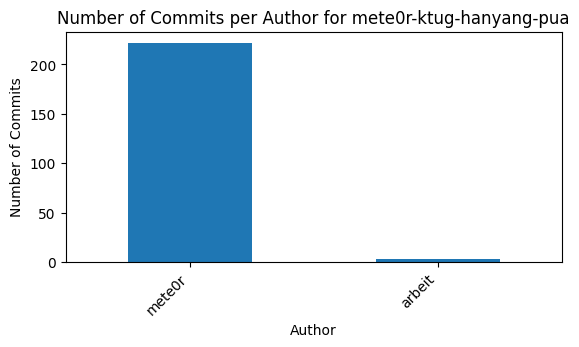 Number of Commits per Author for mete0r-ktug-hanyang-pua
200
150
100
50
0
Number of Commits
mete0r
arbeit
Author